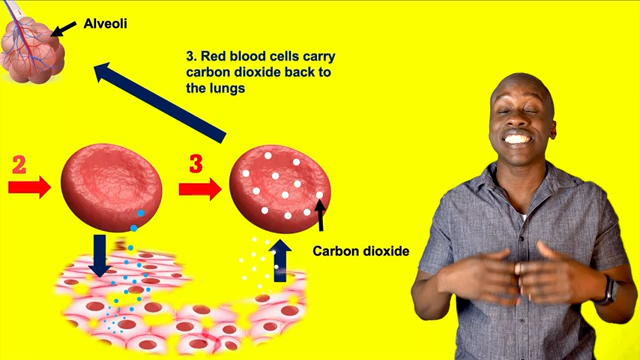 Alveoli
3. Red blood cells carry
carbon dioxide back to
the lungs
2
3
Carbon dioxide